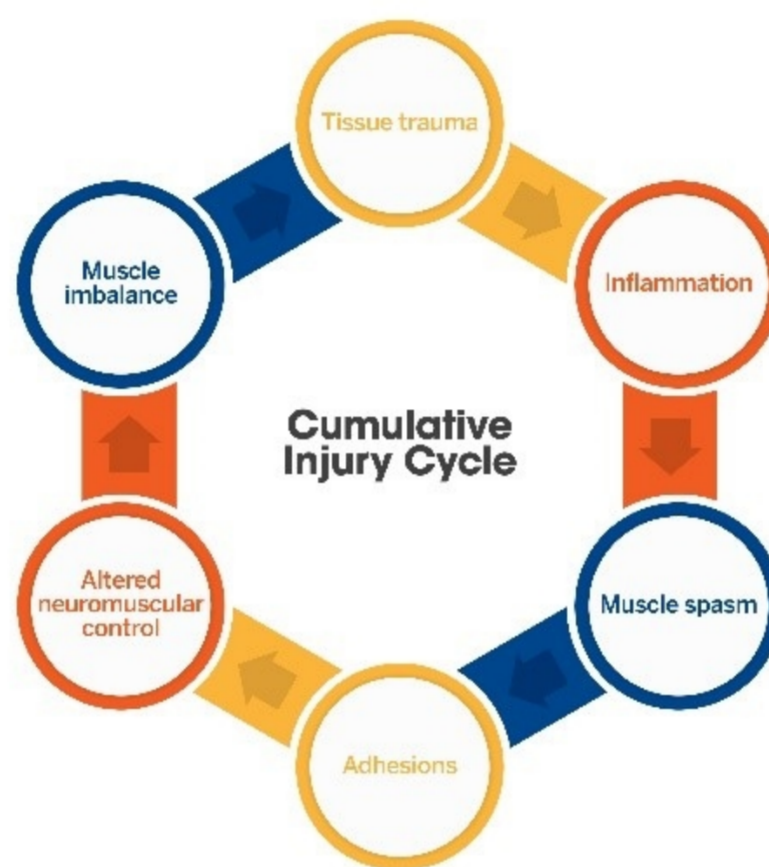 Tissue trauma
Inflammation
Muscle spasm
Adhesions
Altered
neuromuscular
control
Muscle
imbalance
Cumulative
Injury Cycle